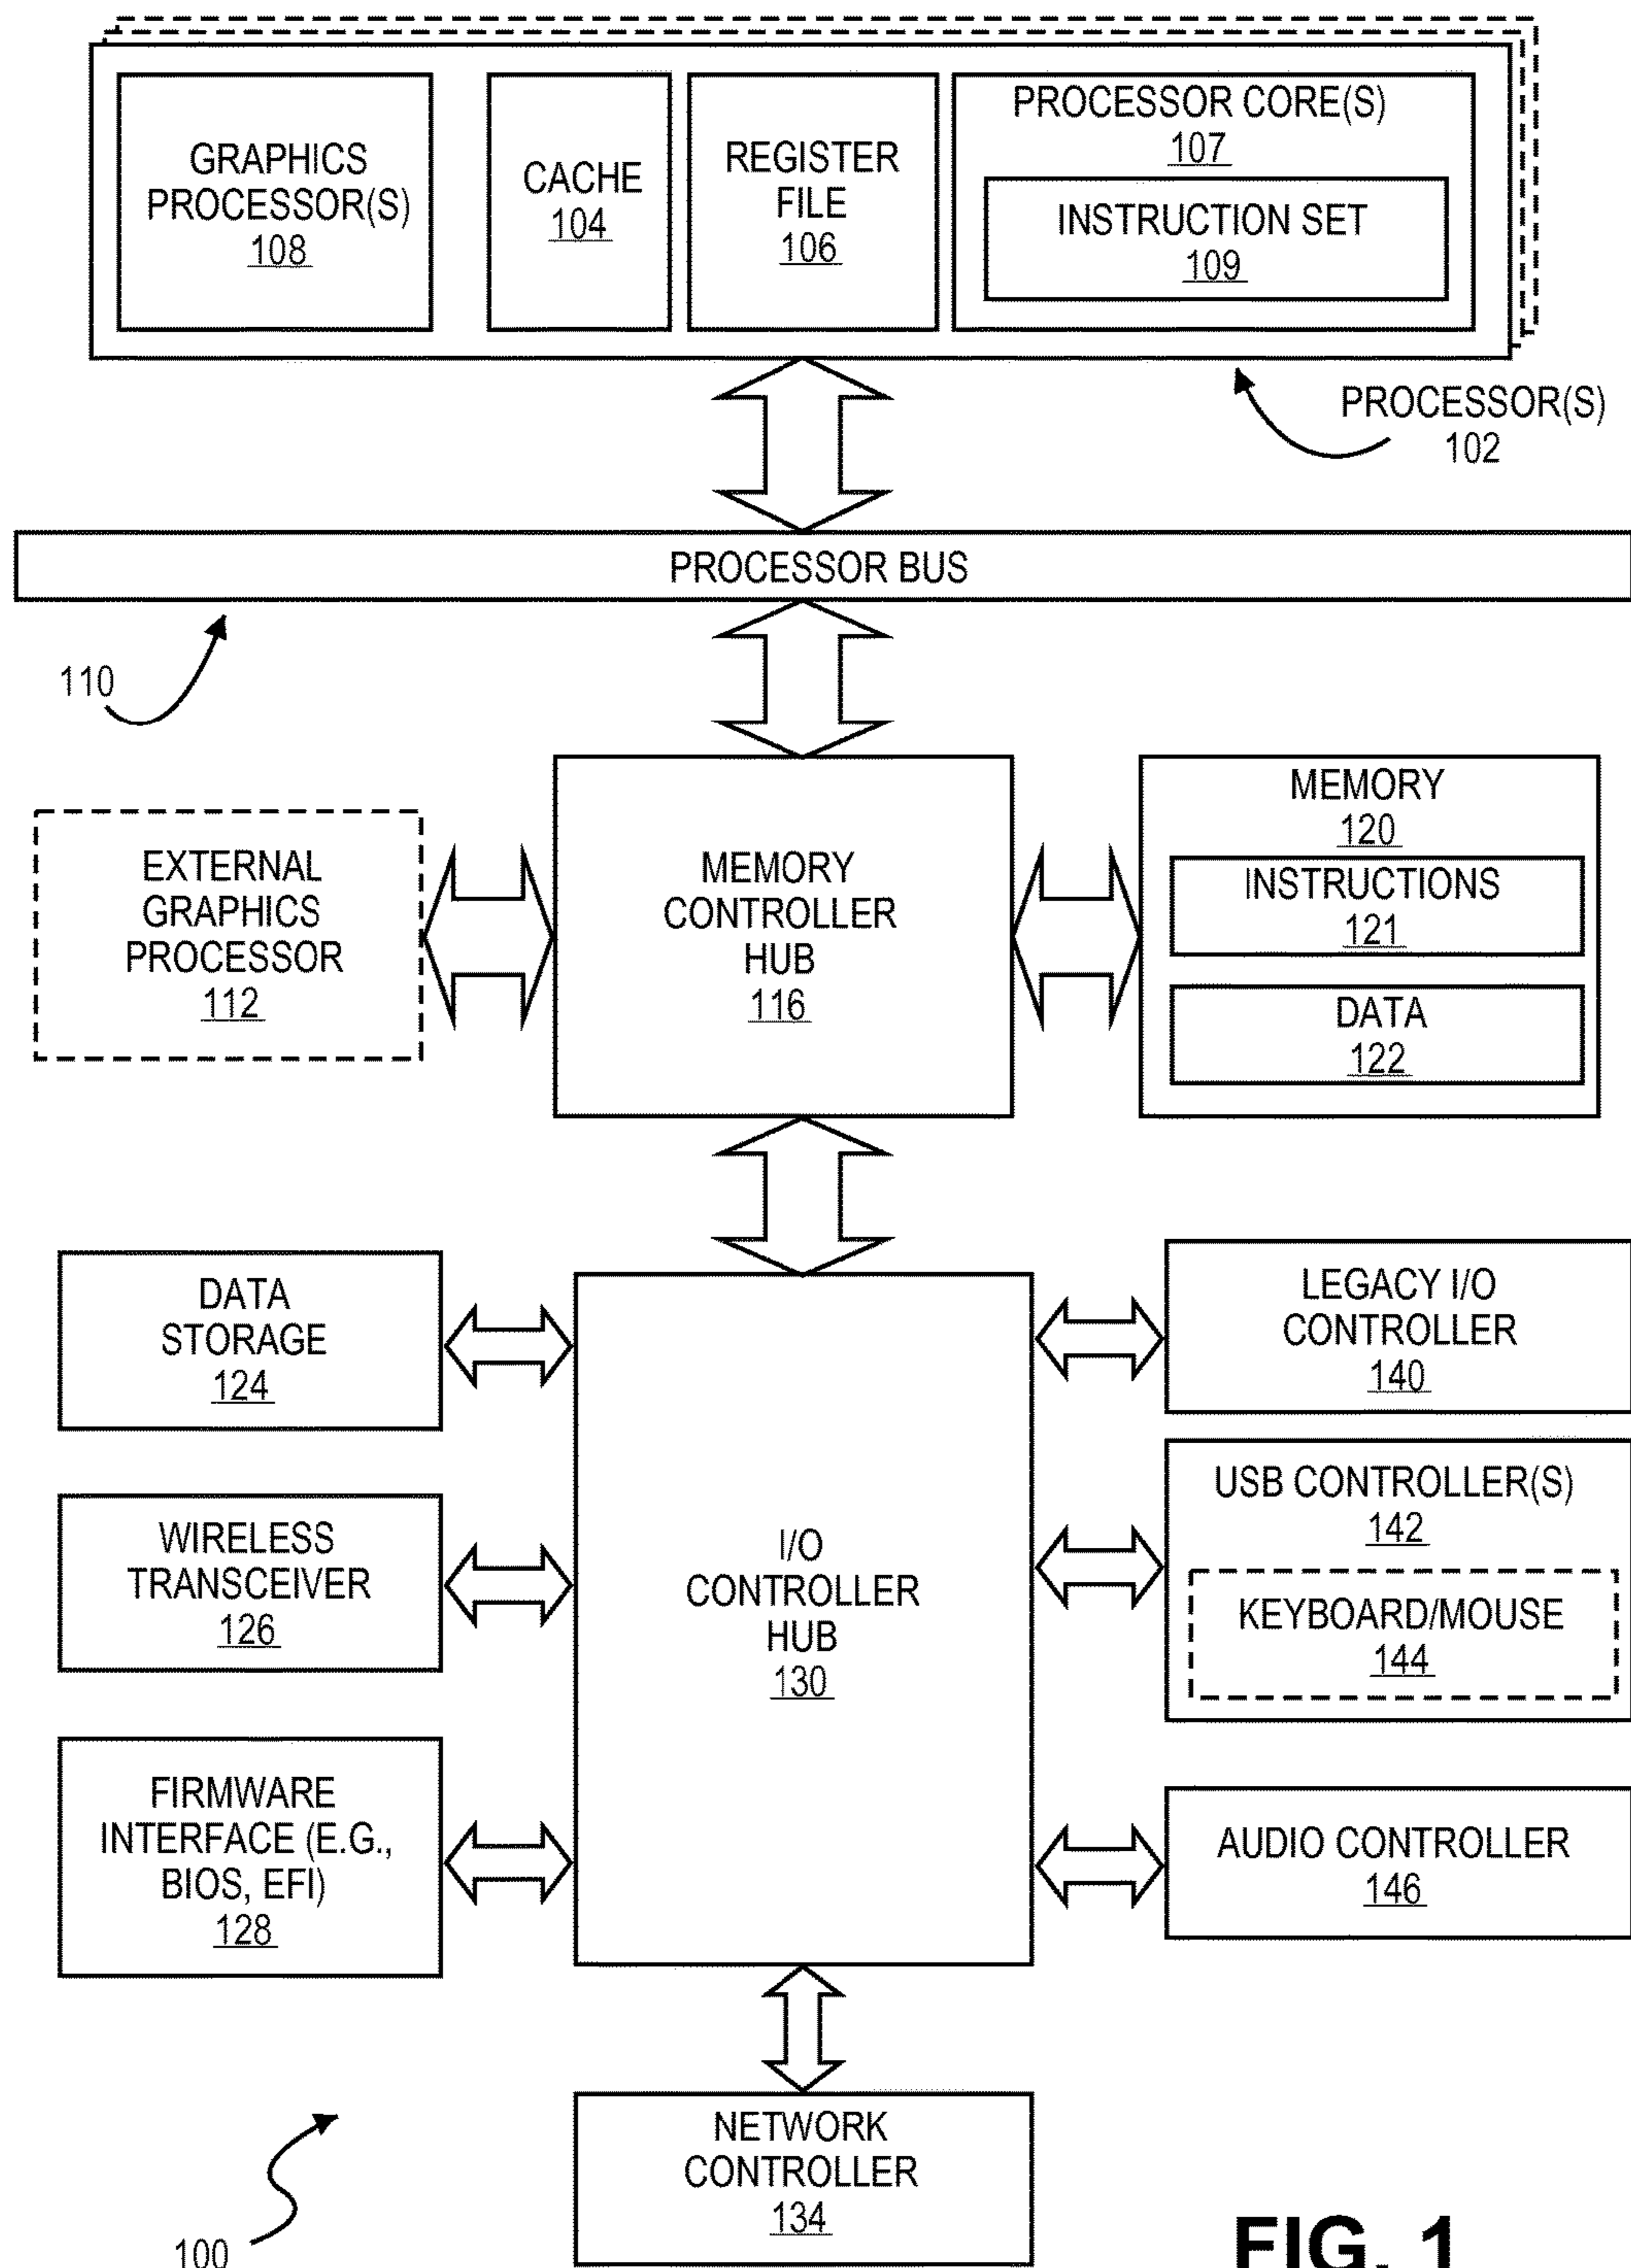 GRAPHICS
PROCESSOR(S)
108
CACHE
104
REGISTER
FILE
106
PROCESSOR CORE(S)
107
INSTRUCTION SET
109
PROCESSOR(S)
102
PROCESSOR BUS
110
EXTERNAL
GRAPHICS
PROCESSOR
112
MEMORY
CONTROLLER
HUB
116
MEMORY
120
INSTRUCTIONS
121
DATA
122
DATA
STORAGE
124
WIRELESS
TRANSCEIVER
126
FIRMWARE
INTERFACE (E.G.,
BIOS, EFI)
128
I/O
CONTROLLER
HUB
130
LEGACY I/O
CONTROLLER
140
USB CONTROLLER(S)
142
KEYBOARD/MOUSE
144
AUDIO CONTROLLER
146
NETWORK
CONTROLLER
134
100
FIG. 1